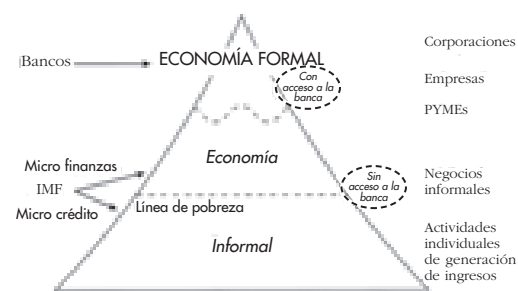 Corporaciones
Bancos
ECONOMÍA FORMAL
Con
acceso a la
banca
Empresas
PYMEs
Economía
Micro finanzas
IMF
Micro crédito
Sin
acceso a la
banca
Negocios
informales
Línea de pobreza
Informal
Actividades
individuales
de generación
de ingresos